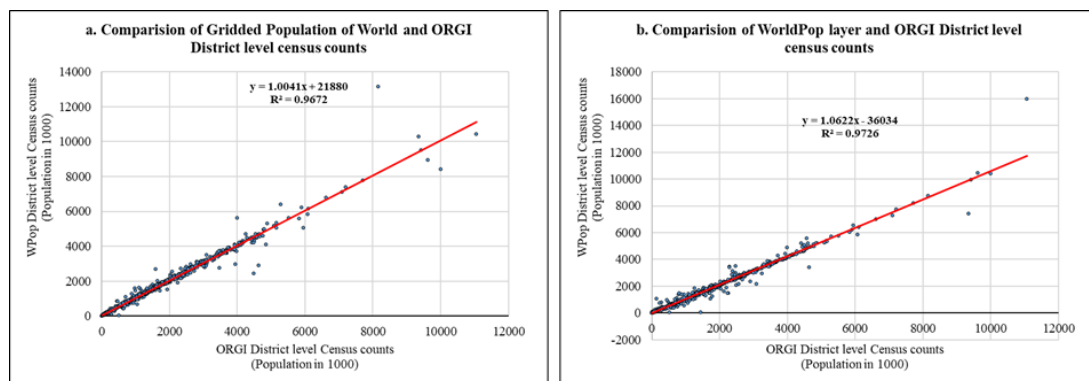 a. Comparision of Gridded Population of World and ORGI
District level census counts
WPop District level Census counts
(Population in 1000)
14000
12000
10000
8000
6000
4000
2000
0
y = 1.0041x + 21880
R² = 0.9672
0
2000
4000
6000
8000
10000
12000
ORGI District level Census counts
(Population in 1000)
b. Comparision of WorldPop layer and ORGI District level
census counts
WPop District level Census counts
(Population in 1000)
18000
16000
14000
12000
10000
8000
6000
4000
2000
0
-2000
y = 1.0622x - 36034
R² = 0.9726
0
2000
4000
6000
8000
10000
12000
ORGI District level Census counts
(Population in 1000)